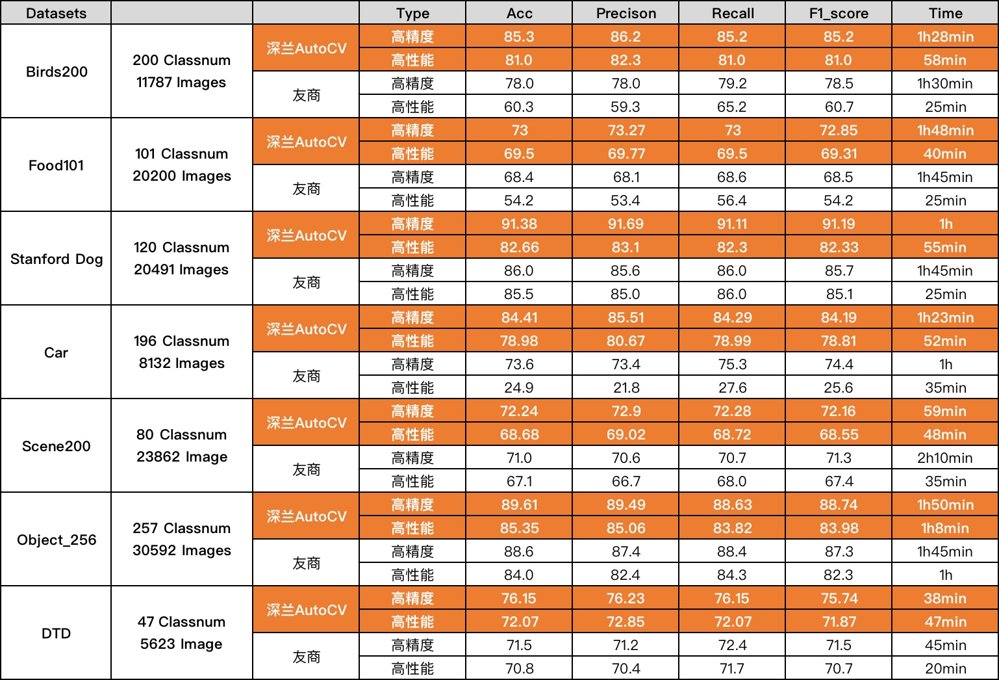 Datasets Type Acc Precison Recall F1_score Time
Birds200
200 Classnum
11787 Images
深兰AutoCV
高精度 85.3 86.2 85.2 85.2 1h28min
高性能 81.0 82.3 81.0 81.0 58min
友商
高精度 78.0 78.0 79.2 78.5 1h30min
高性能 60.3 59.3 65.2 60.7 25min
Food101
101 Classnum
20200 Images
深兰AutoCV
高精度 73 73.27 73 72.85 1h48min
高性能 69.5 69.77 69.5 69.31 40min
友商
高精度 68.4 68.1 68.6 68.5 1h45min
高性能 54.2 53.4 56.4 54.2 25min
Stanford Dog
120 Classnum
20491 Images
深兰AutoCV
高精度 91.38 91.69 91.11 91.19 1h
高性能 82.66 83.1 82.3 82.33 55min
友商
高精度 86.0 85.6 86.0 85.7 1h45min
高性能 85.5 85.0 86.0 85.1 25min
Car
196 Classnum
8132 Images
深兰AutoCV
高精度 84.41 85.51 84.29 84.19 1h23min
高性能 78.98 80.67 78.99 78.81 52min
友商
高精度 73.6 73.4 75.3 74.4 1h
高性能 24.9 21.8 27.6 25.6 35min
Scene200
80 Classnum
23862 Image
深兰AutoCV
高精度 72.24 72.9 72.28 72.16 59min
高性能 68.68 69.02 68.72 68.55 48min
友商
高精度 71.0 70.6 70.7 71.3 2h10min
高性能 67.1 66.7 68.0 67.4 35min
Object_256
257 Classnum
30592 Images
深兰AutoCV
高精度 89.61 89.49 88.63 88.74 1h50min
高性能 85.35 85.06 83.82 83.98 1h8min
友商
高精度 88.6 87.4 88.4 87.3 1h45min
高性能 84.0 82.4 84.3 82.3 1h
DTD
47 Classnum
5623 Image
深兰AutoCV
高精度 76.15 76.23 76.15 75.74 38min
高性能 72.07 72.85 72.07 71.87 47min
友商
高精度 71.5 71.2 72.4 71.5 45min
高性能 70.8 70.4 71.7 70.7 20min